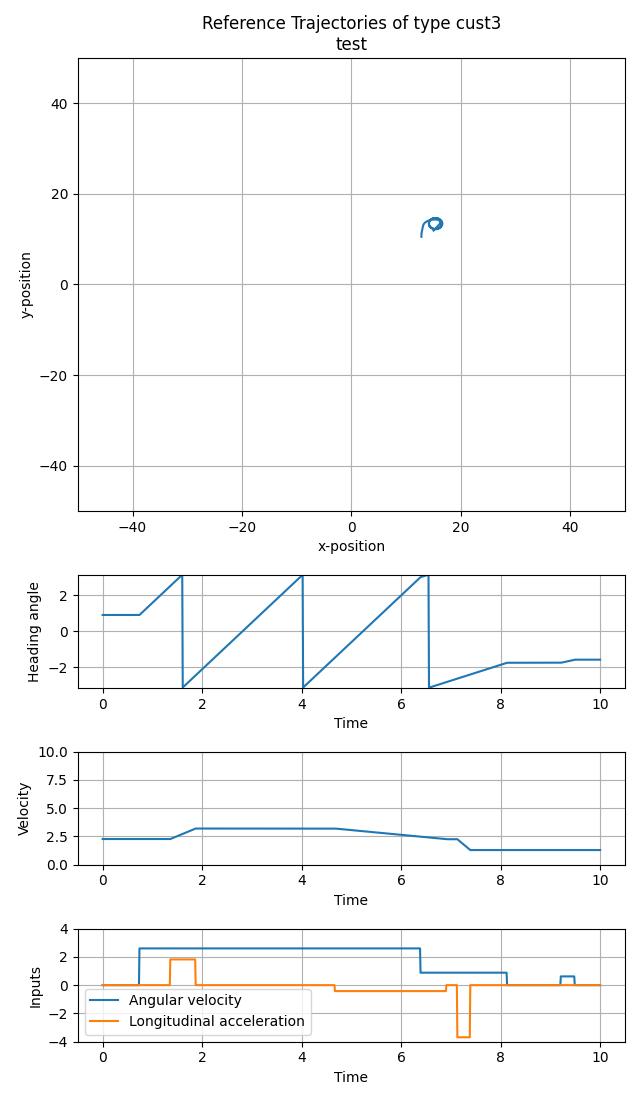 Reference Trajectories of type cust3
test
40
20
0
−20
−40
y-position
−40 −20 0 20 40
x-position
2
0
−2
Heading angle
0 2 4 6 8 10
Time
10.0
7.5
5.0
2.5
0.0
Velocity
0 2 4 6 8 10
Time
4
2
0
−2
−4
Inputs
Angular velocity
Longitudinal acceleration
0 2 4 6 8 10
Time